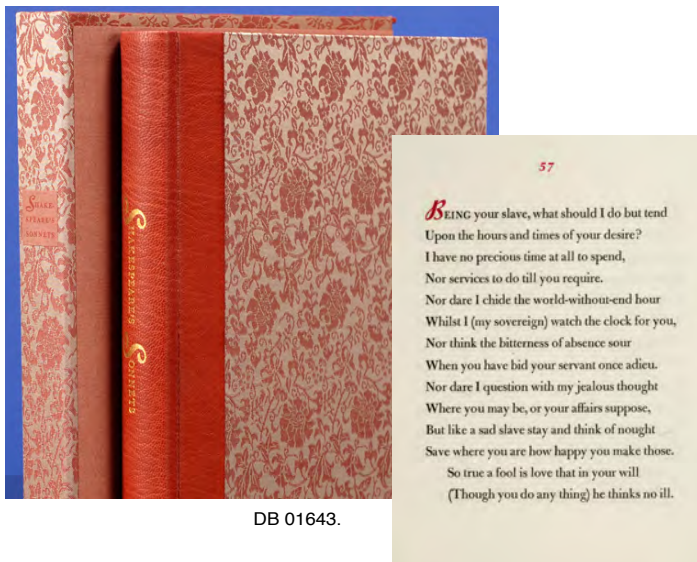 SHAKE-
SPEARE'S
SONNETS
SHAKESPEARE'S SONNETS
57
BEING your slave, what should I do but tend
Upon the hours and times of your desire?
I have no precious time at all to spend,
Nor services to do till you require.
Nor dare I chide the world-without-end hour
Whilst I (my sovereign) watch the clock for you,
Nor think the bitterness of absence sour
When you have bid your servant once adieu.
Nor dare I question with my jealous thought
Where you may be, or your affairs suppose,
But like a sad slave stay and think of nought
Save where you are how happy you make those.
So true a fool is love that in your will
(Though you do any thing) he thinks no ill.
DB 01643.